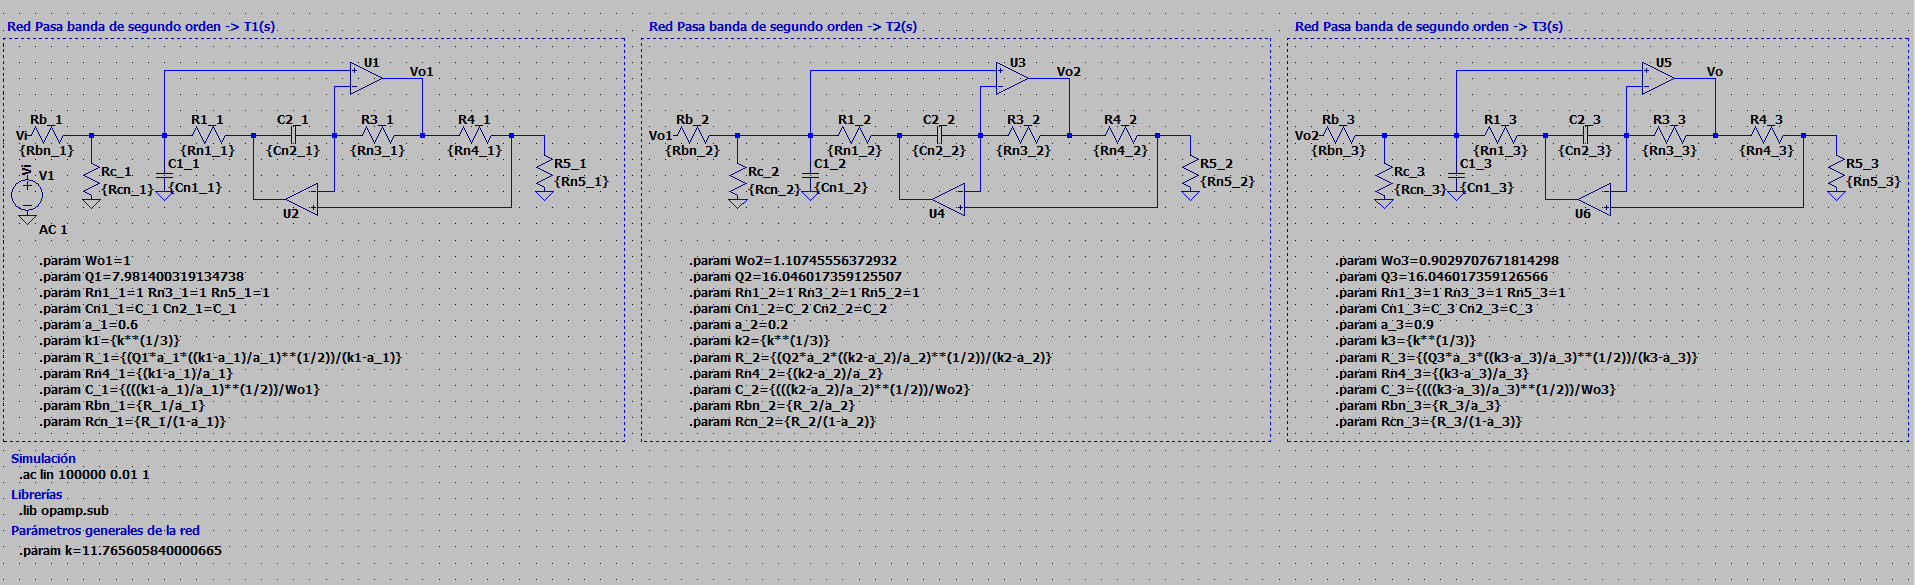 Red Pasa banda de segundo orden -> T1(s)
U1
Vo1
Rb_1
R1_1
C2_1
R3_1
R4_1
Vi
{Rbn_1}
{Rn1_1}
{Cn2_1}
{Rn3_1}
{Rn4_1}
Vi
V1
Rc_1
{Rcn_1}
C1_1
{Cn1_1}
R5_1
{Rn5_1}
U2
AC 1
.param Wo1=1
.param Q1=7.981400319134738
.param Rn1_1=1 Rn3_1=1 Rn5_1=1
.param Cn1_1=C_1 Cn2_1=C_1
.param a_1=0.6
.param k1={k**(1/3)}
.param R_1={(Q1*a_1*((k1-a_1)/a_1)**(1/2))/(k1-a_1)}
.param Rn4_1={(k1-a_1)/a_1}
.param C_1={(((k1-a_1)/a_1)**(1/2))/Wo1}
.param Rbn_1={R_1/a_1}
.param Rcn_1={R_1/(1-a_1)}
Red Pasa banda de segundo orden -> T2(s)
U3
Vo2
Rb_2
R1_2
C2_2
R3_2
R4_2
Vo1
{Rbn_2}
{Rn1_2}
{Cn2_2}
{Rn3_2}
{Rn4_2}
Rc_2
{Rcn_2}
C1_2
{Cn1_2}
R5_2
{Rn5_2}
U4
.param Wo2=1.10745556372932
.param Q2=16.046017359125507
.param Rn1_2=1 Rn3_2=1 Rn5_2=1
.param Cn1_2=C_2 Cn2_2=C_2
.param a_2=0.2
.param k2={k**(1/3)}
.param R_2={(Q2*a_2*((k2-a_2)/a_2)**(1/2))/(k2-a_2)}
.param Rn4_2={(k2-a_2)/a_2}
.param C_2={(((k2-a_2)/a_2)**(1/2))/Wo2}
.param Rbn_2={R_2/a_2}
.param Rcn_2={R_2/(1-a_2)}
Red Pasa banda de segundo orden -> T3(s)
U5
Vo
Rb_3
R1_3
C2_3
R3_3
R4_3
Vo2
{Rbn_3}
{Rn1_3}
{Cn2_3}
{Rn3_3}
{Rn4_3}
Rc_3
{Rcn_3}
C1_3
{Cn1_3}
R5_3
{Rn5_3}
U6
.param Wo3=0.9029707671814298
.param Q3=16.046017359126566
.param Rn1_3=1 Rn3_3=1 Rn5_3=1
.param Cn1_3=C_3 Cn2_3=C_3
.param a_3=0.9
.param k3={k**(1/3)}
.param R_3={(Q3*a_3*((k3-a_3)/a_3)**(1/2))/(k3-a_3)}
.param Rn4_3={(k3-a_3)/a_3}
.param C_3={(((k3-a_3)/a_3)**(1/2))/Wo3}
.param Rbn_3={R_3/a_3}
.param Rcn_3={R_3/(1-a_3)}
Simulación
.ac lin 100000 0.01 1
Librerías
.lib opamp.sub
Parámetros generales de la red
.param k=11.765605840000665